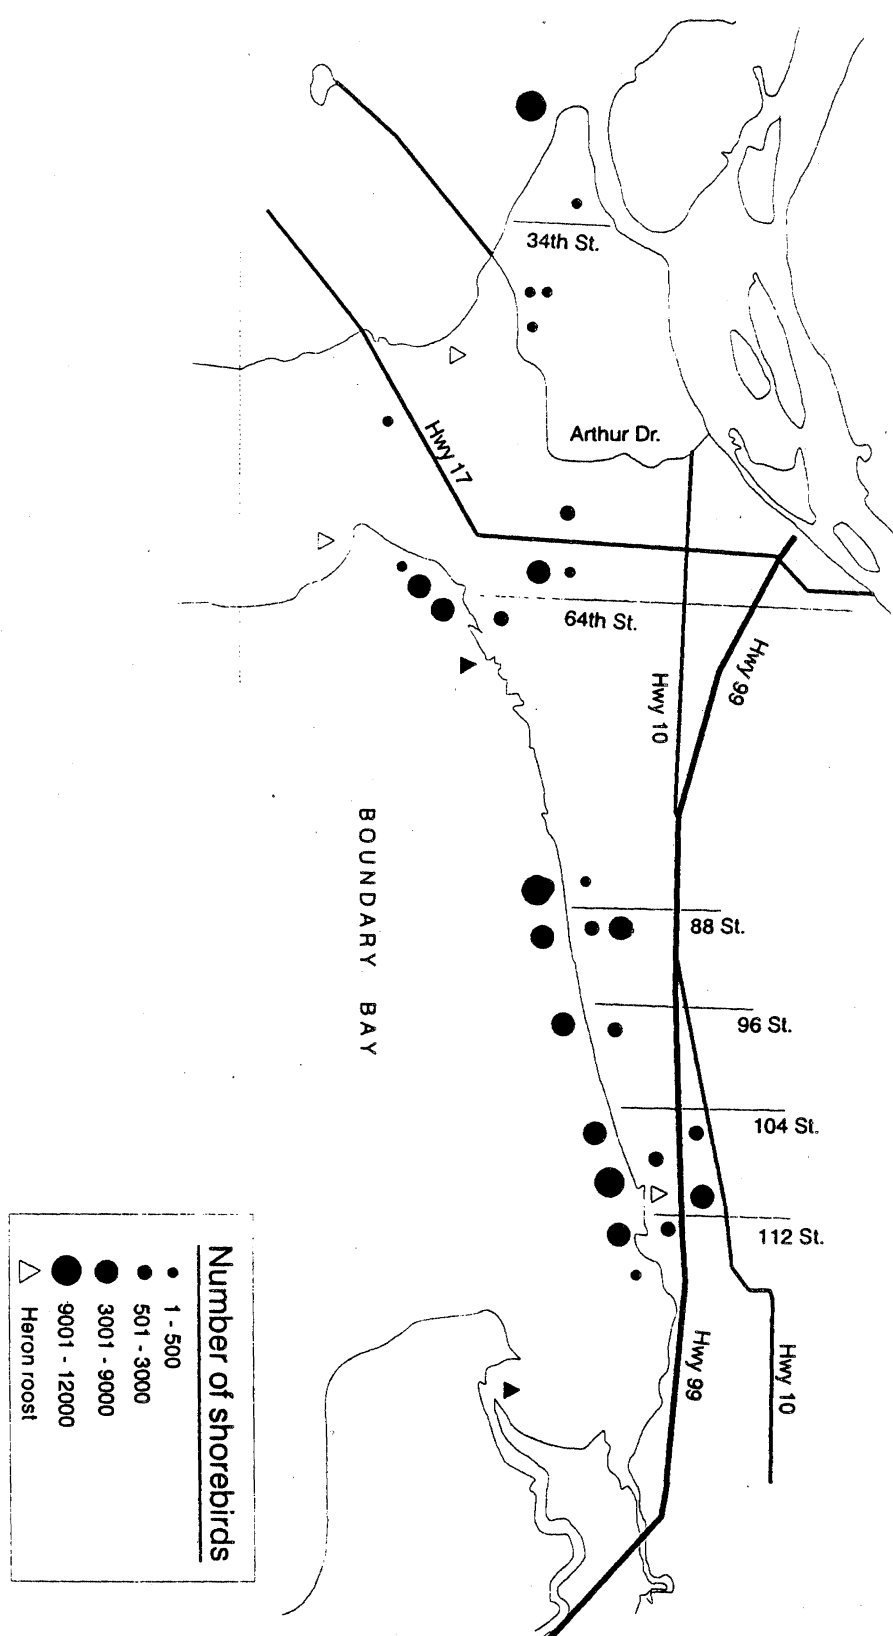 34th St.
Arthur Dr.
Hwy 17
64th St.
Hwy 99
Hwy 10
BOUNDARY BAY
88 St.
96 St.
104 St.
112 St.
Hwy 99
Hwy 10
Number of shorebirds
1 - 500
501 - 3000
3001 - 9000
9001 - 12000
Heron roost